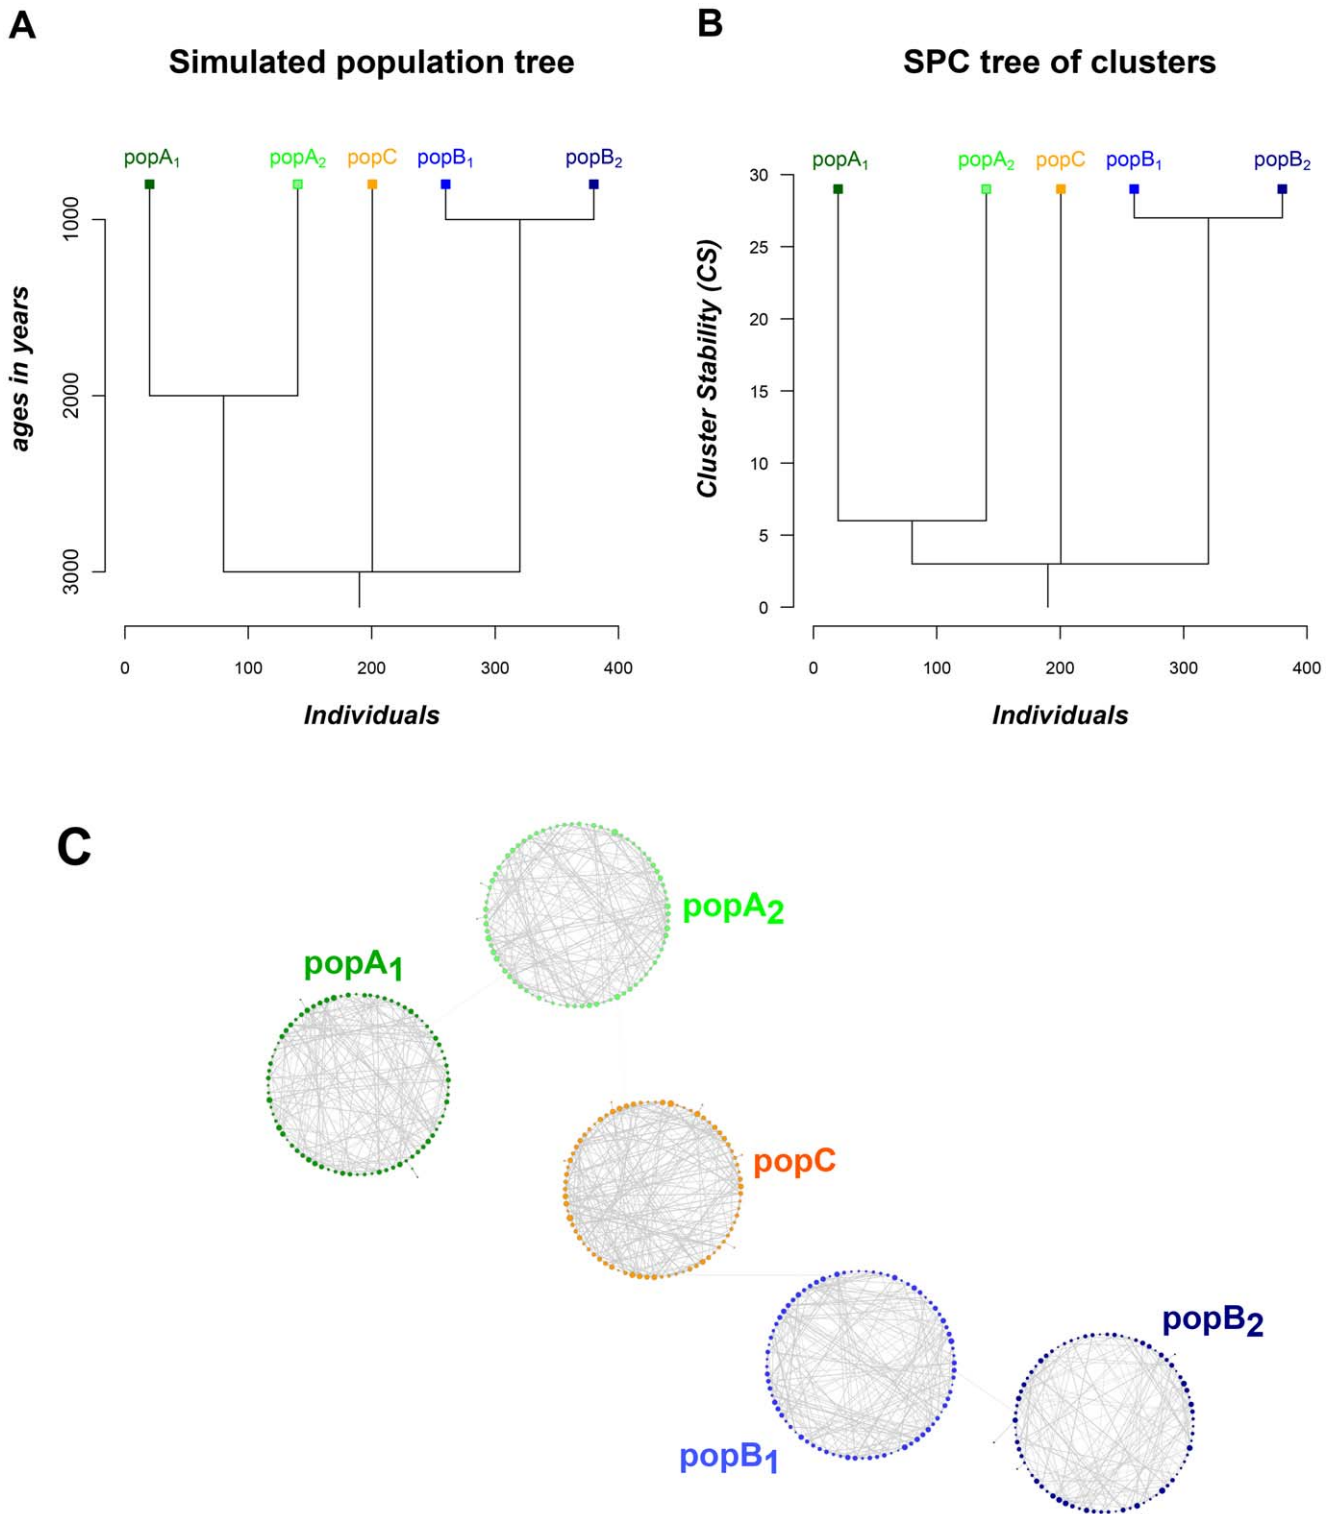 A
B
Simulated population tree
SPC tree of clusters
popA1 popA2 popC popB1 popB2
popA1 popA2 popC popB1 popB2
ages in years
1000
2000
3000
0 100 200 300 400
Individuals
Cluster Stability (CS)
30
25
20
15
10
5
0
0 100 200 300 400
Individuals
C
popA2
popA1
popC
popB2
popB1